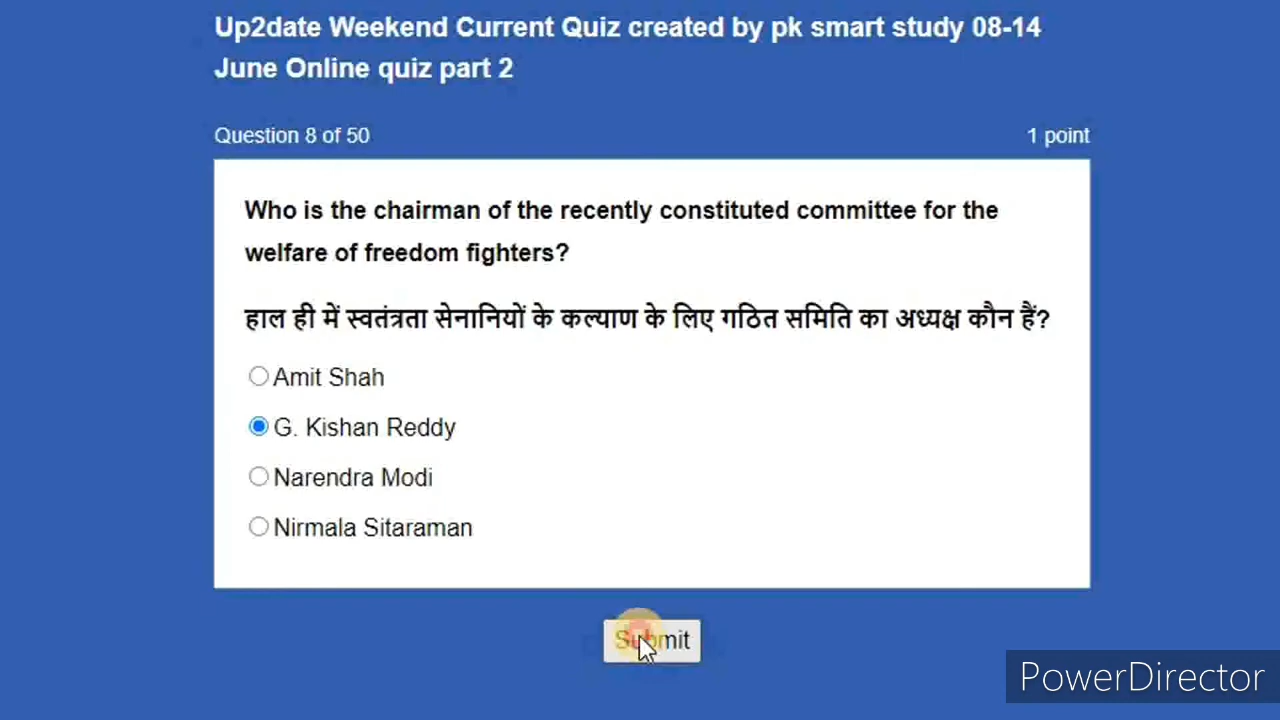 Up2date Weekend Current Quiz created by pk smart study 08-14
June Online quiz part 2
Question 8 of 50
1 point
Who is the chairman of the recently constituted committee for the
welfare of freedom fighters?
हाल ही में स्वतंत्रता सेनानियों के कल्याण के लिए गठित समिति का अध्यक्ष कौन हैं?
Amit Shah
G. Kishan Reddy
Narendra Modi
Nirmala Sitaraman
Submit
PowerDirector